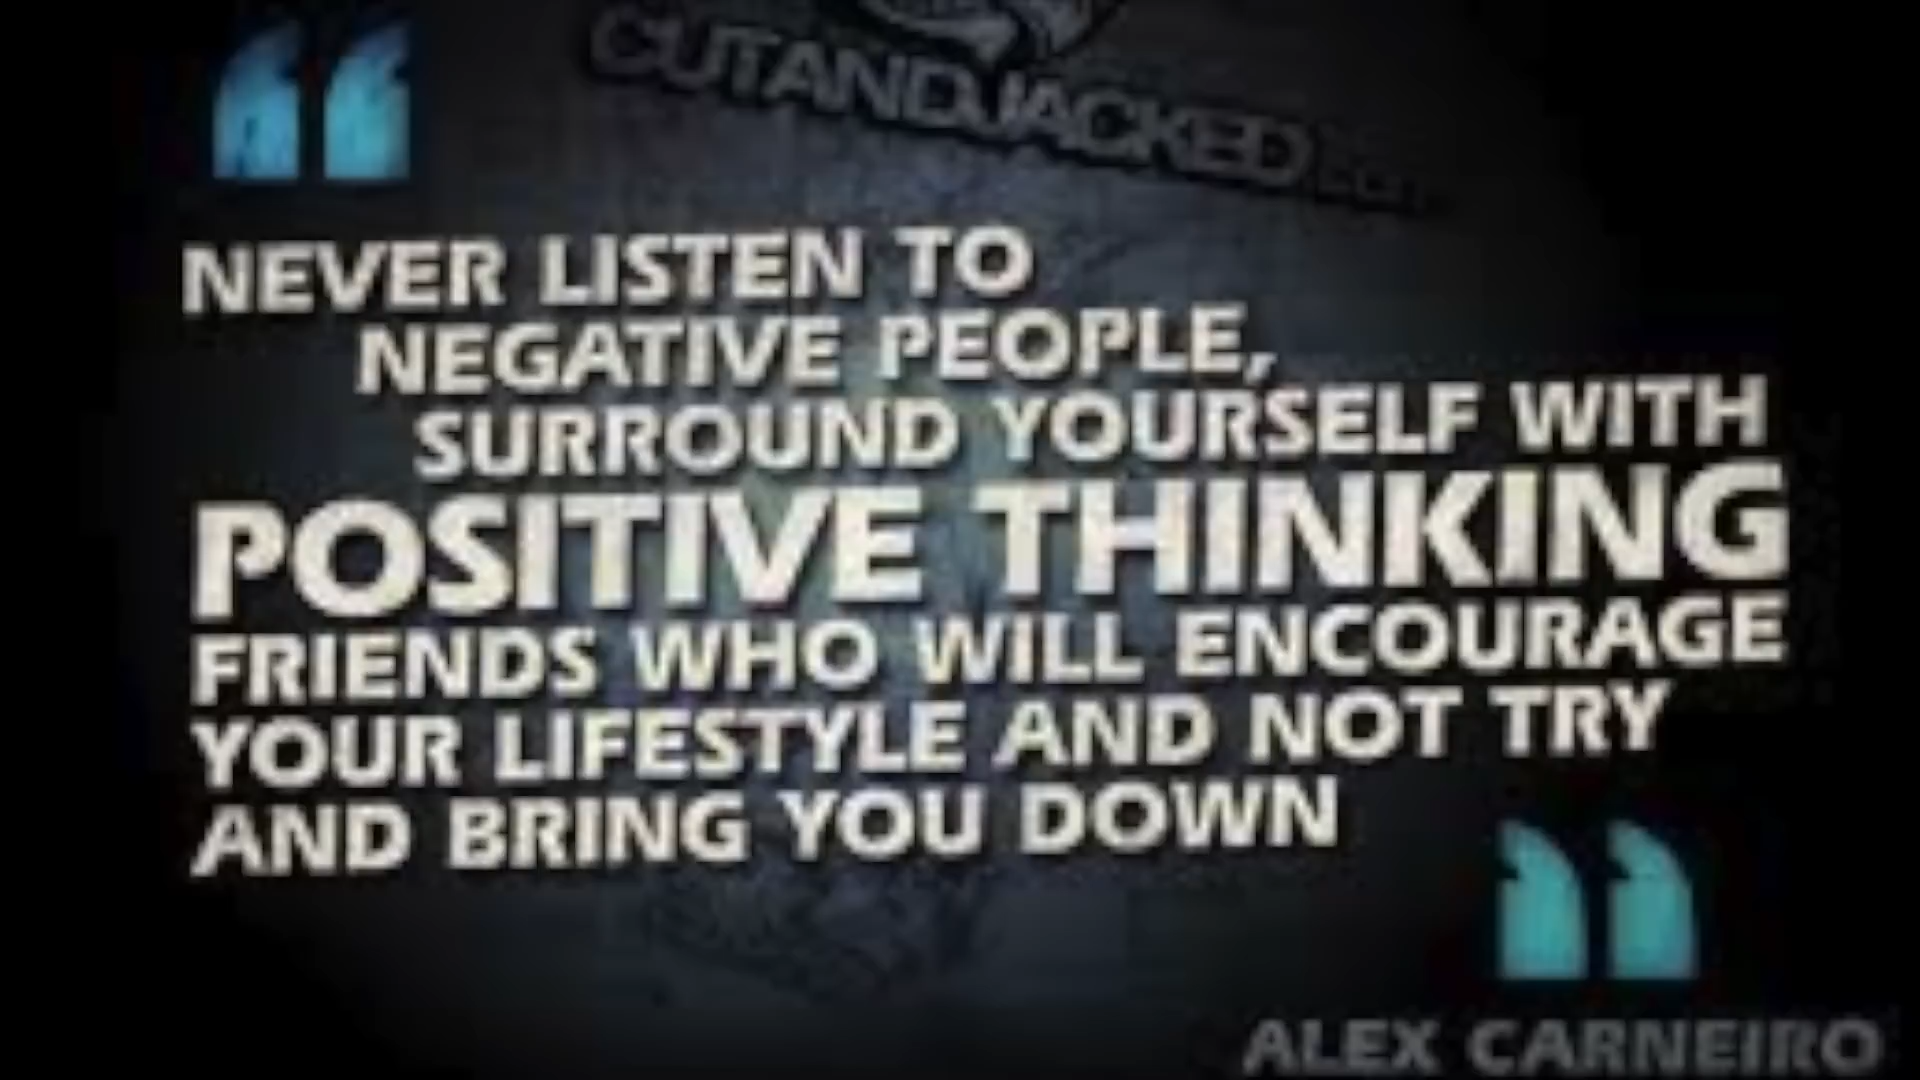 CUTANDJACKED.com
“
NEVER LISTEN TO
NEGATIVE PEOPLE,
SURROUND YOURSELF WITH
POSITIVE THINKING
FRIENDS WHO WILL ENCOURAGE
YOUR LIFESTYLE AND NOT TRY
AND BRING YOU DOWN
”
ALEX CARNEIRO